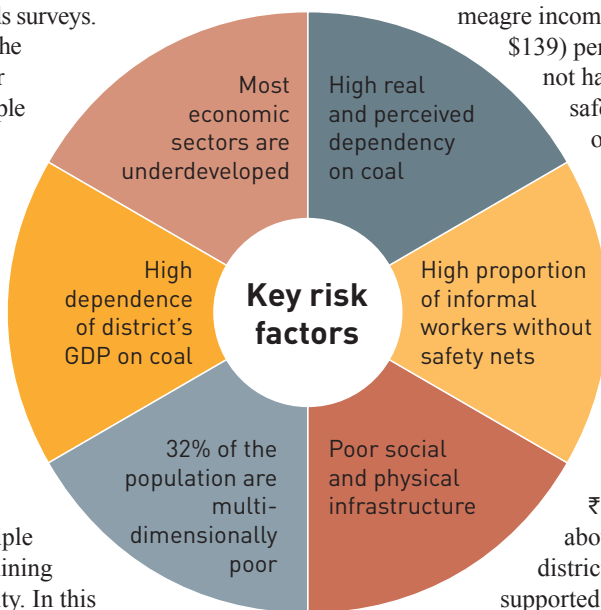 s surveys.
he
r
ple
meagre incom
$139) per
not ha
safe
o
Most
economic
sectors are
underdeveloped
High real
and perceived
dependency
on coal
High proportion
of informal
workers without
safety nets
Poor social
and physical
infrastructure
32% of the
population are
multi-
dimensionally
poor
High
dependence
of district's
GDP on coal
Key risk
factors
ple
ining
ity. In this
₹
abo
district
supported